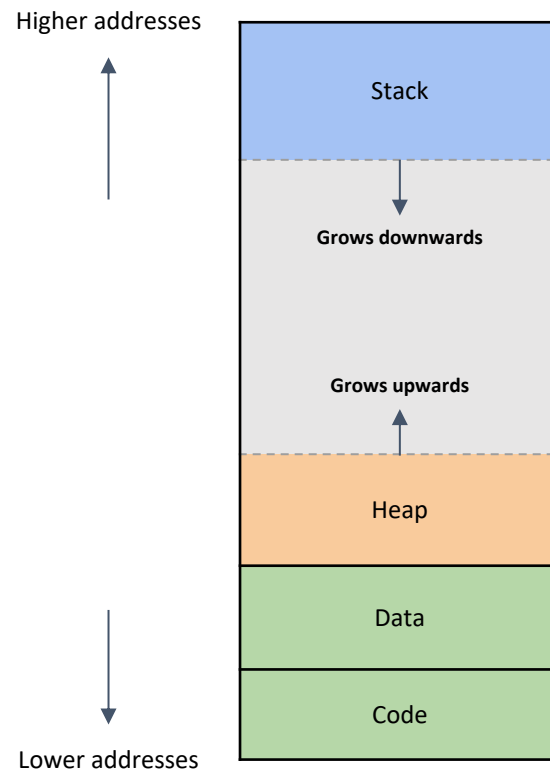 Higher addresses
Stack
Grows downwards
Grows upwards
Heap
Data
Code
Lower addresses